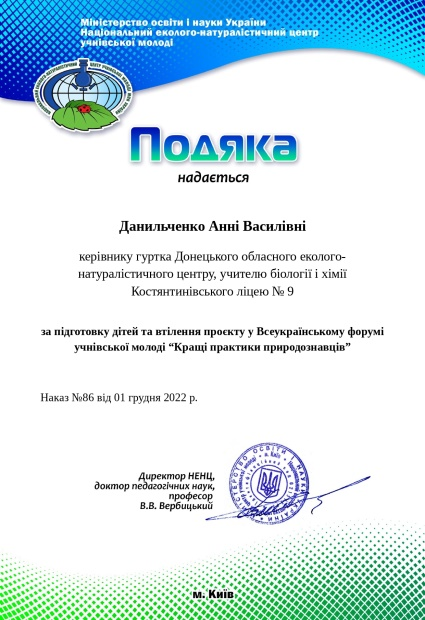 Міністерство освіти і науки України
Національний еколого-натуралістичний центр
учнівської молоді
Подяка
надається
Данильченко Анні Василівні
керівнику гуртка Донецького обласного еколого-
натуралістичного центру, учителю біології і хімії
Костянтинівського ліцею № 9
за підготовку дітей та втілення проєкту у Всеукраїнському форумі
учнівської молоді “Кращі практики природознавців”
Наказ №86 від 01 грудня 2022 р.
Директор НЕНЦ,
доктор педагогічних наук,
професор
В.В. Вербицький
м. Київ